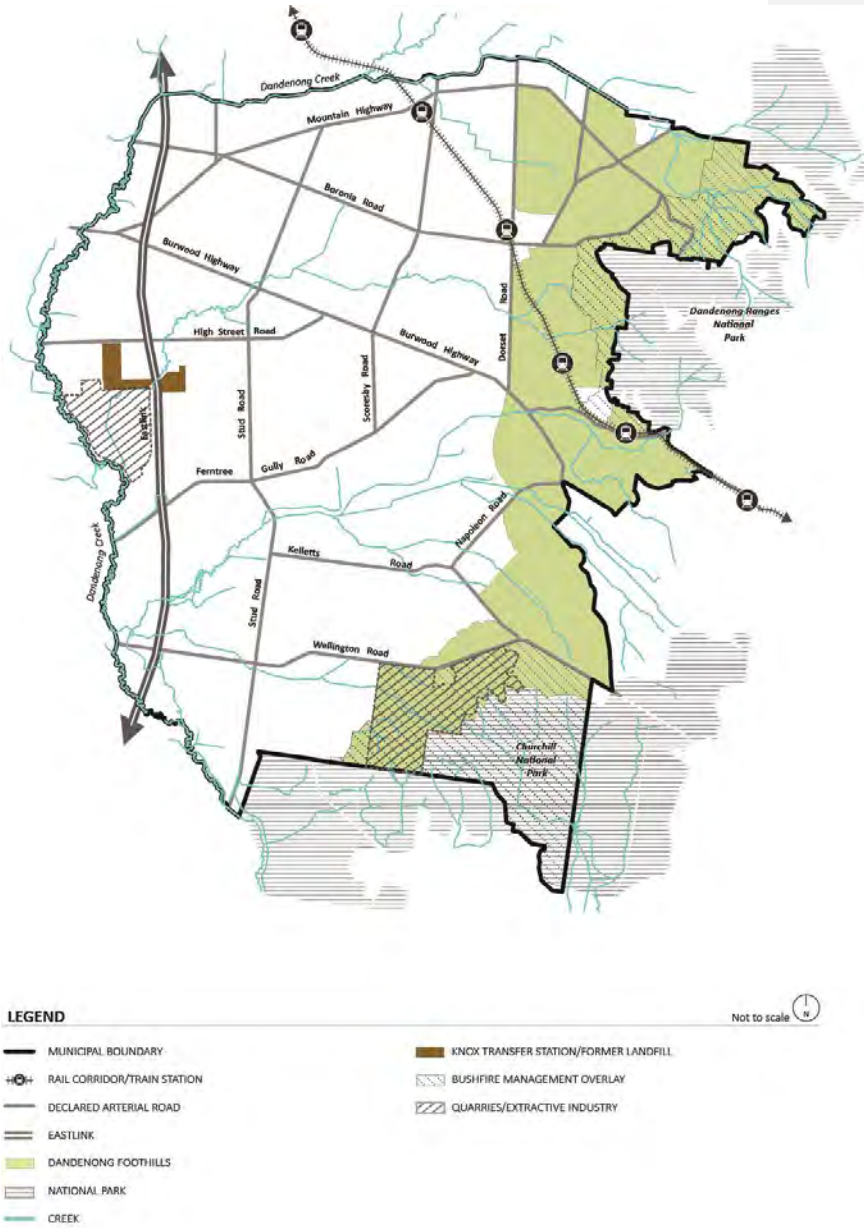 Dandenong Creek
Mountain Highway
Boronia Road
Burwood Highway
Dorset Road
Dandenong Ranges
National
Park
High Street Road
Burwood Highway
Stud Road
Scoresby Road
Eastlink
Ferntree Gully Road
Napoleon Road
Dandenong Creek
Kelletts Road
Stud Road
Wellington Road
Churchill
National
Park
LEGEND
Not to scale
N
MUNICIPAL BOUNDARY
RAIL CORRIDOR/TRAIN STATION
DECLARED ARTERIAL ROAD
EASTLINK
DANDENONG FOOTHILLS
NATIONAL PARK
CREEK
KNOX TRANSFER STATION/FORMER LANDFILL
BUSHFIRE MANAGEMENT OVERLAY
QUARRIES/EXTRACTIVE INDUSTRY